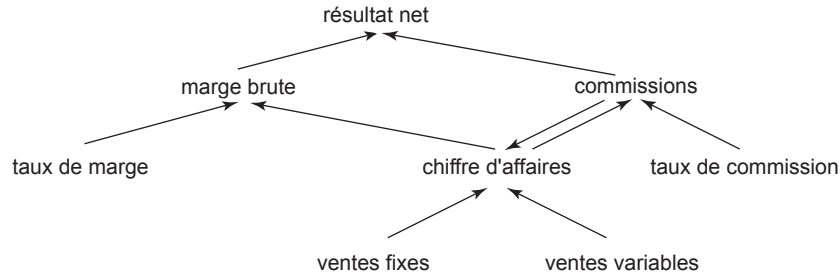 résultat net
marge brute
commissions
taux de marge
chiffre d'affaires
taux de commission
ventes fixes
ventes variables